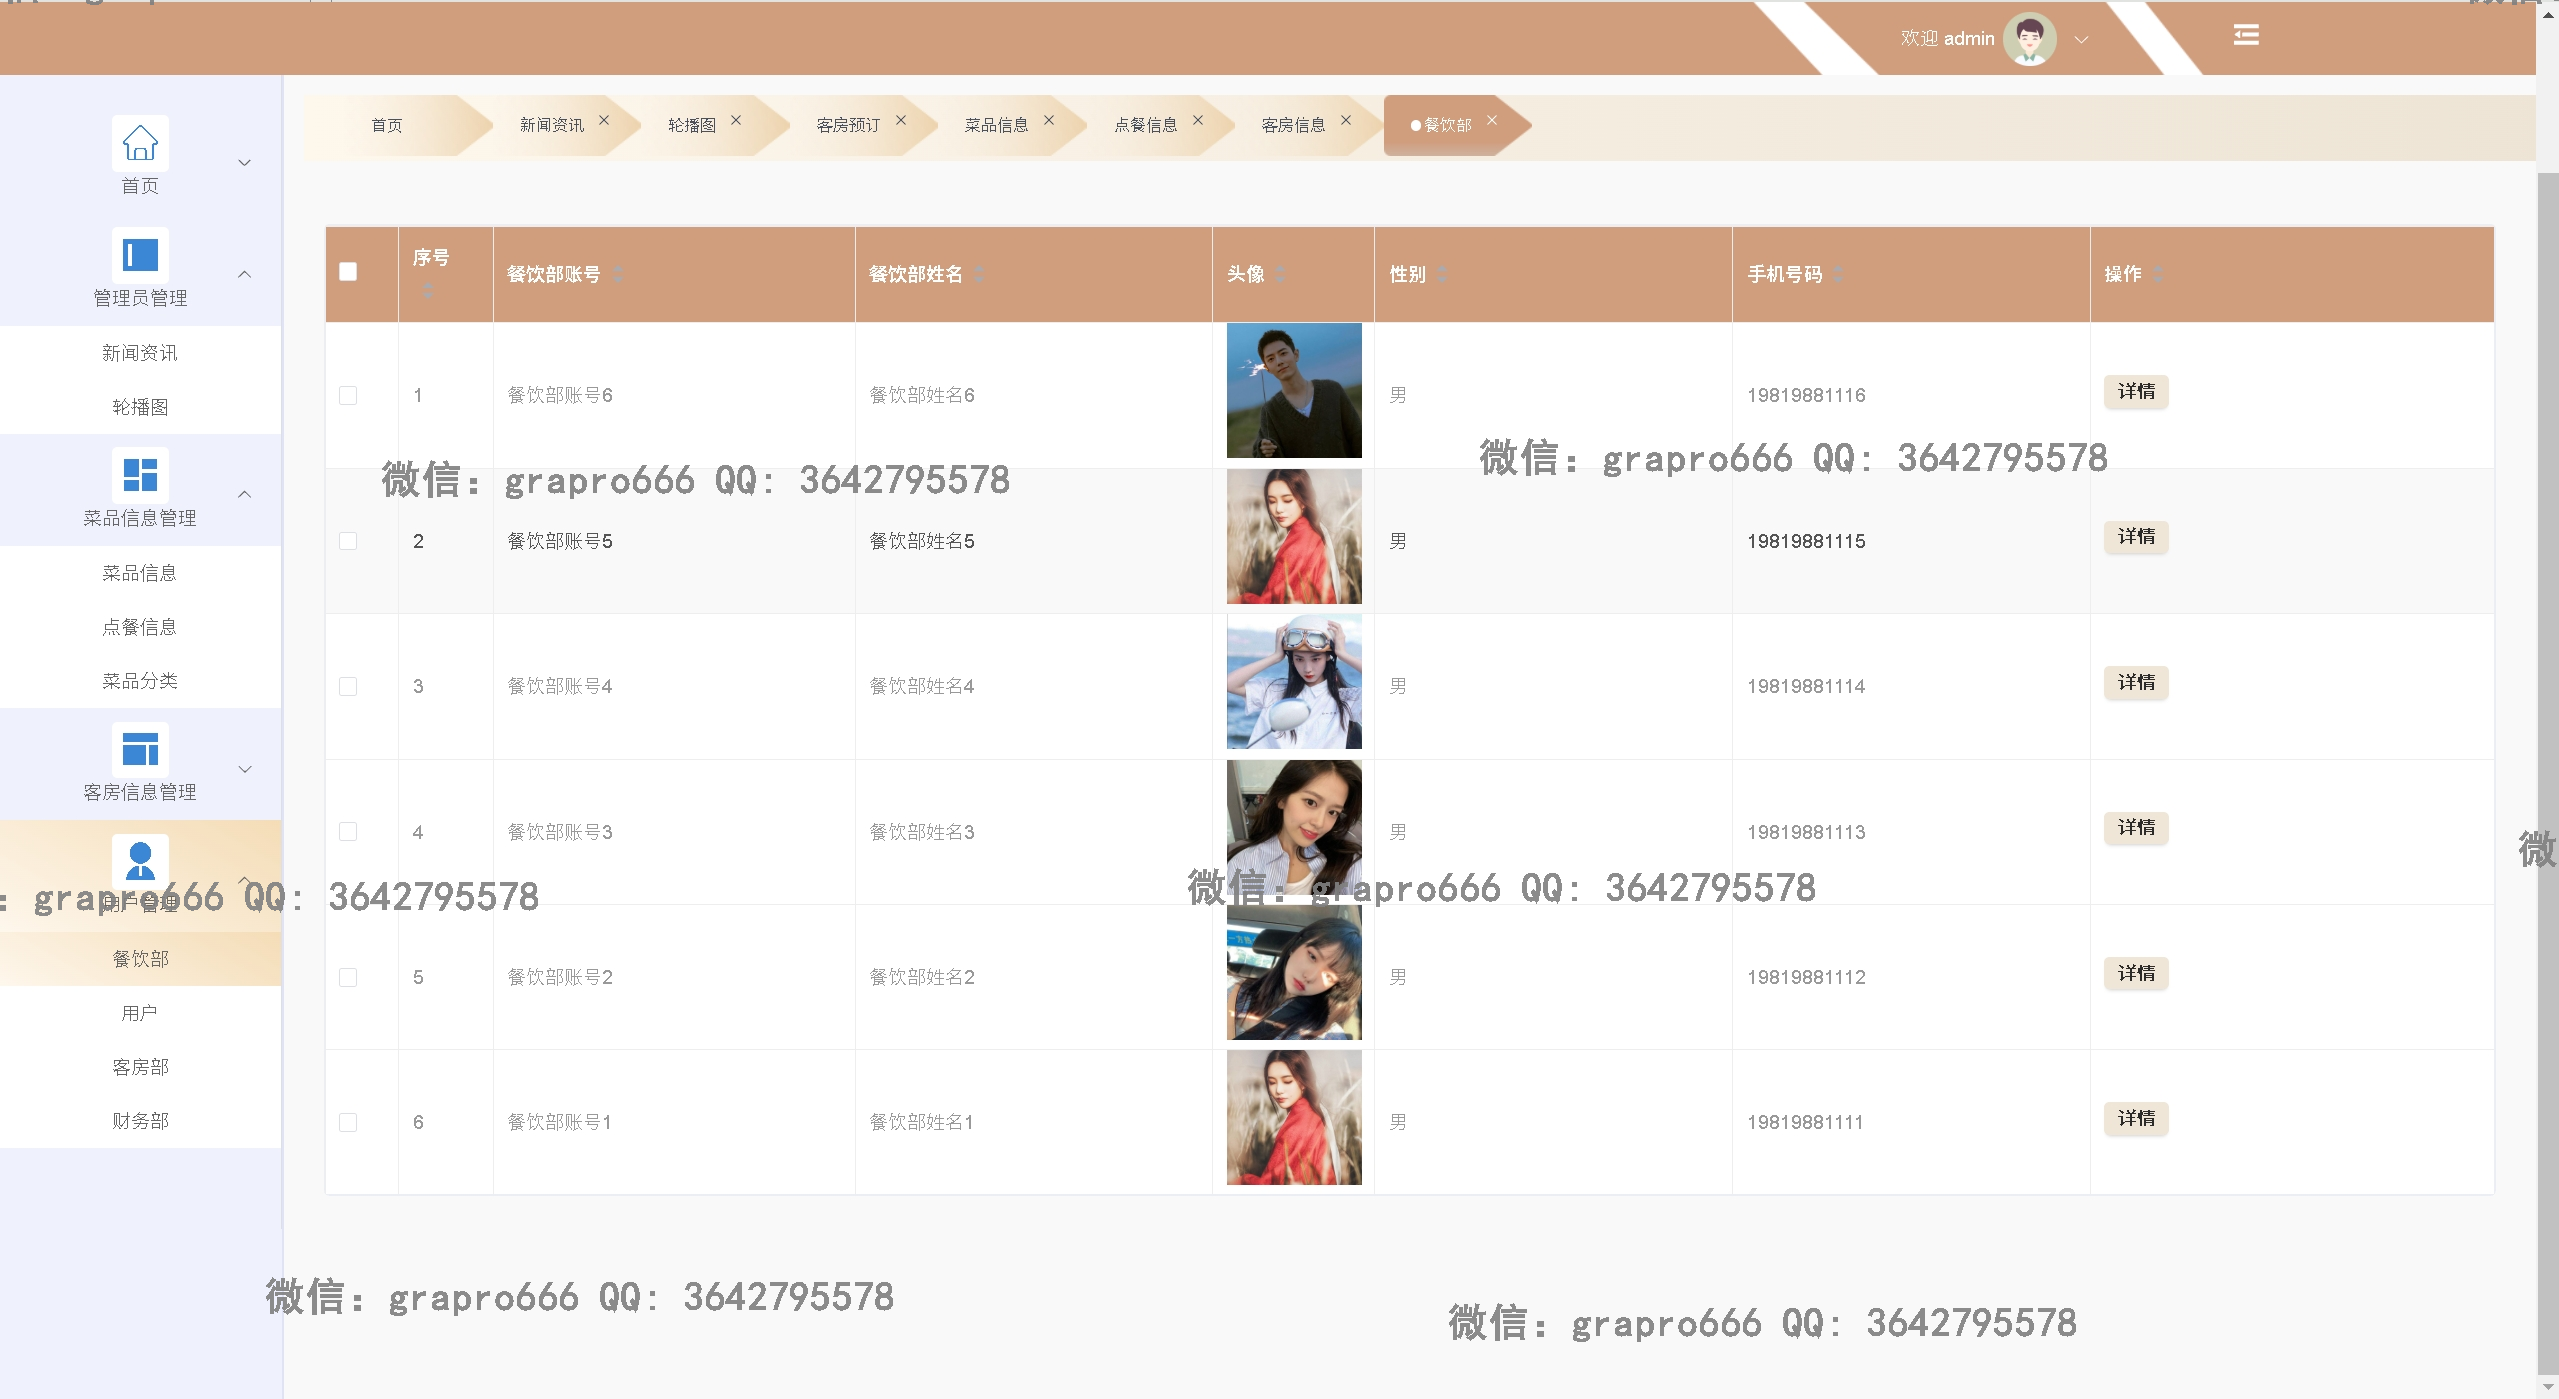 欢迎 admin
首页
新闻资讯 ×
轮播图 ×
客房预订 ×
菜品信息 ×
点餐信息 ×
客房信息 ×
餐饮部 ×
首页
管理员管理
新闻资讯
轮播图
菜品信息管理
菜品信息
点餐信息
菜品分类
客房信息管理
用户管理
餐饮部
用户
客房部
财务部
序号 餐饮部账号 餐饮部姓名 头像 性别 手机号码 操作
1 餐饮部账号6 餐饮部姓名6 男 19819881116 详情
微信：grapro666 QQ：3642795578
微信：grapro666 QQ：3642795578
2 餐饮部账号5 餐饮部姓名5 男 19819881115 详情
3 餐饮部账号4 餐饮部姓名4 男 19819881114 详情
4 餐饮部账号3 餐饮部姓名3 男 19819881113 详情
：grapro666 QQ：3642795578
微信：grapro666 QQ：3642795578
微
5 餐饮部账号2 餐饮部姓名2 男 19819881112 详情
6 餐饮部账号1 餐饮部姓名1 男 19819881111 详情
微信：grapro666 QQ：3642795578
微信：grapro666 QQ：3642795578